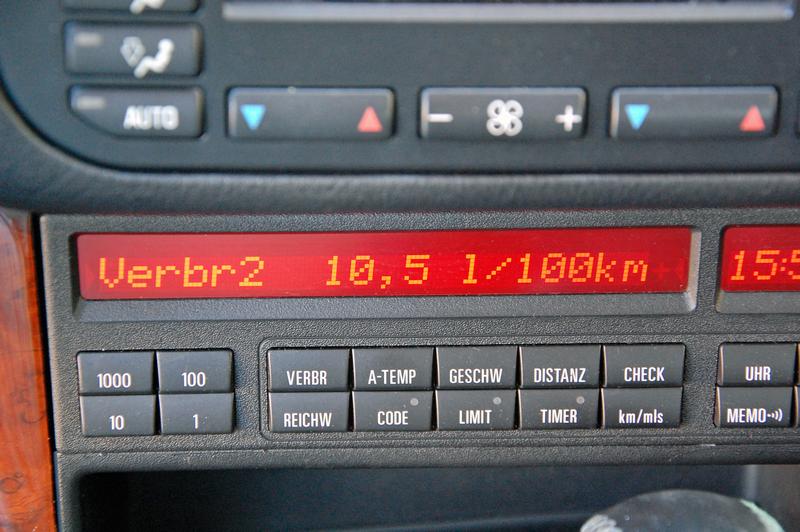 AUTO
- +
Verbr2 10,5 l/100km
15:5
1000 100 VERBR A-TEMP GESCHW DISTANZ CHECK UHR
10 1 REICHW CODE LIMIT TIMER km/mls MEMO